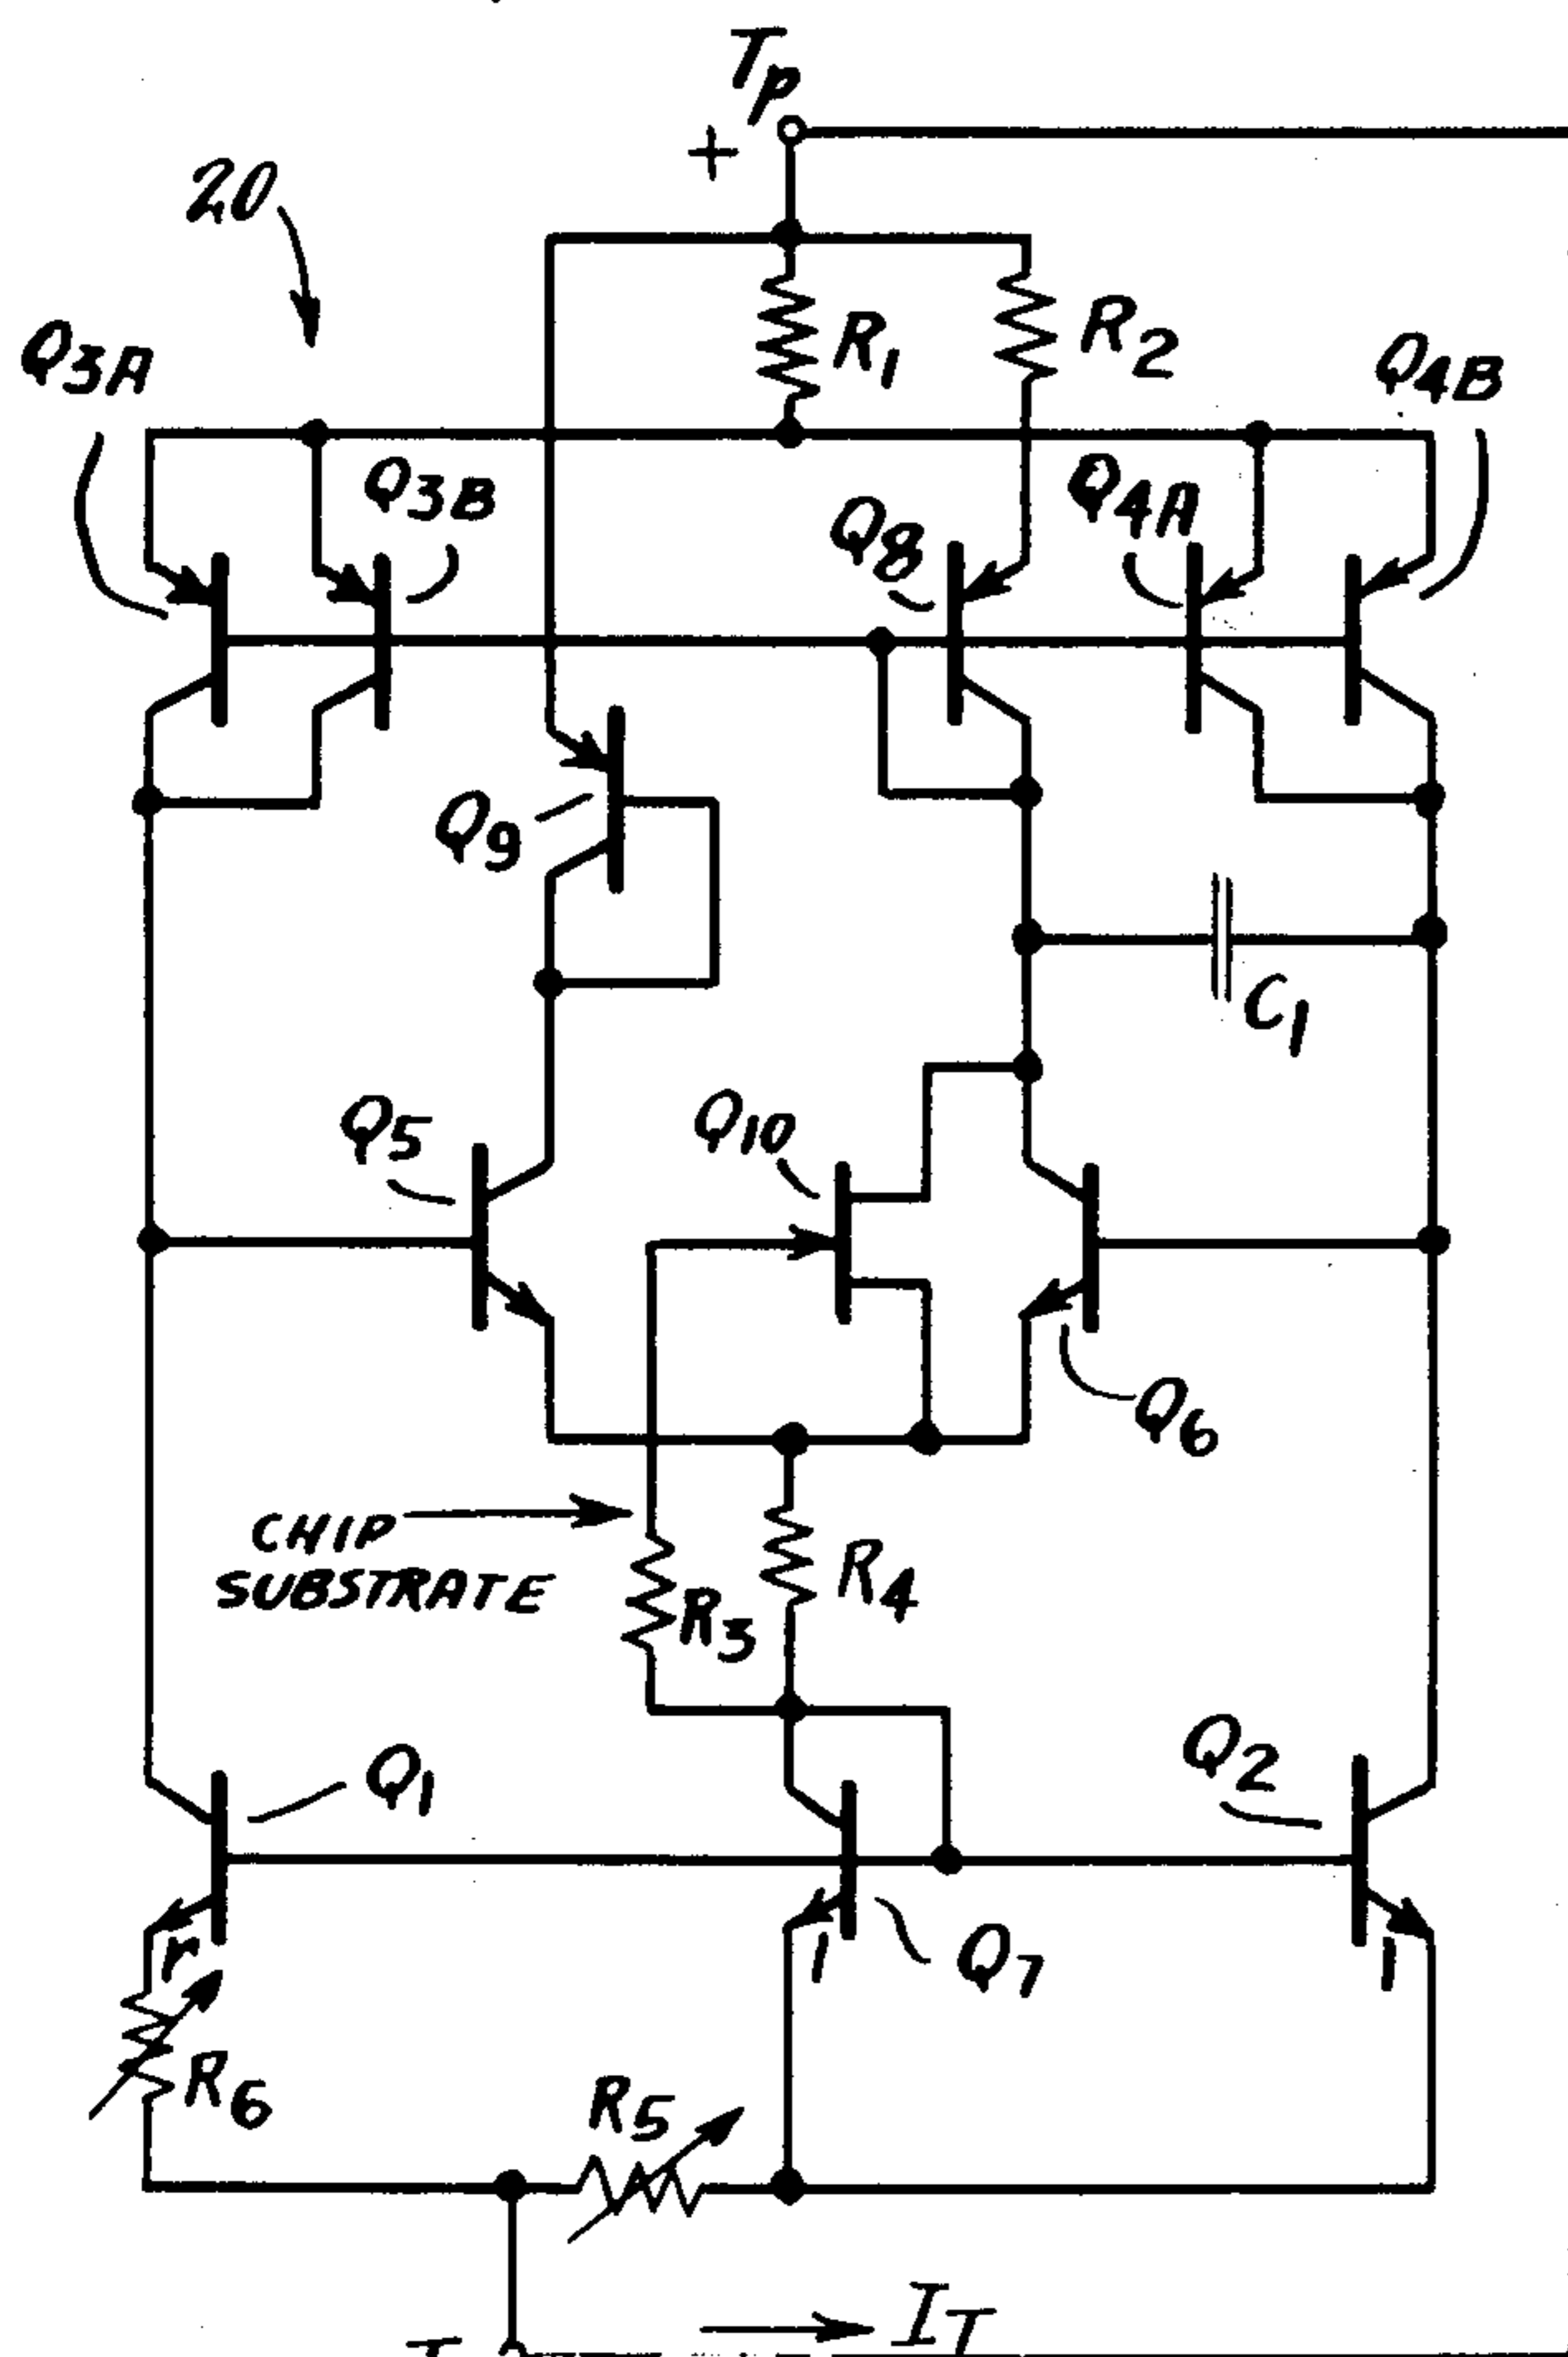 Tp
+
20
R1
R2
Q3A
Q4B
Q3B
Q8
Q4A
Q9
C1
Q5
Q10
Q6
CHIP
SUBSTRATE
R4
R3
Q1
Q2
r
1
Q7
1
R6
R5
IT